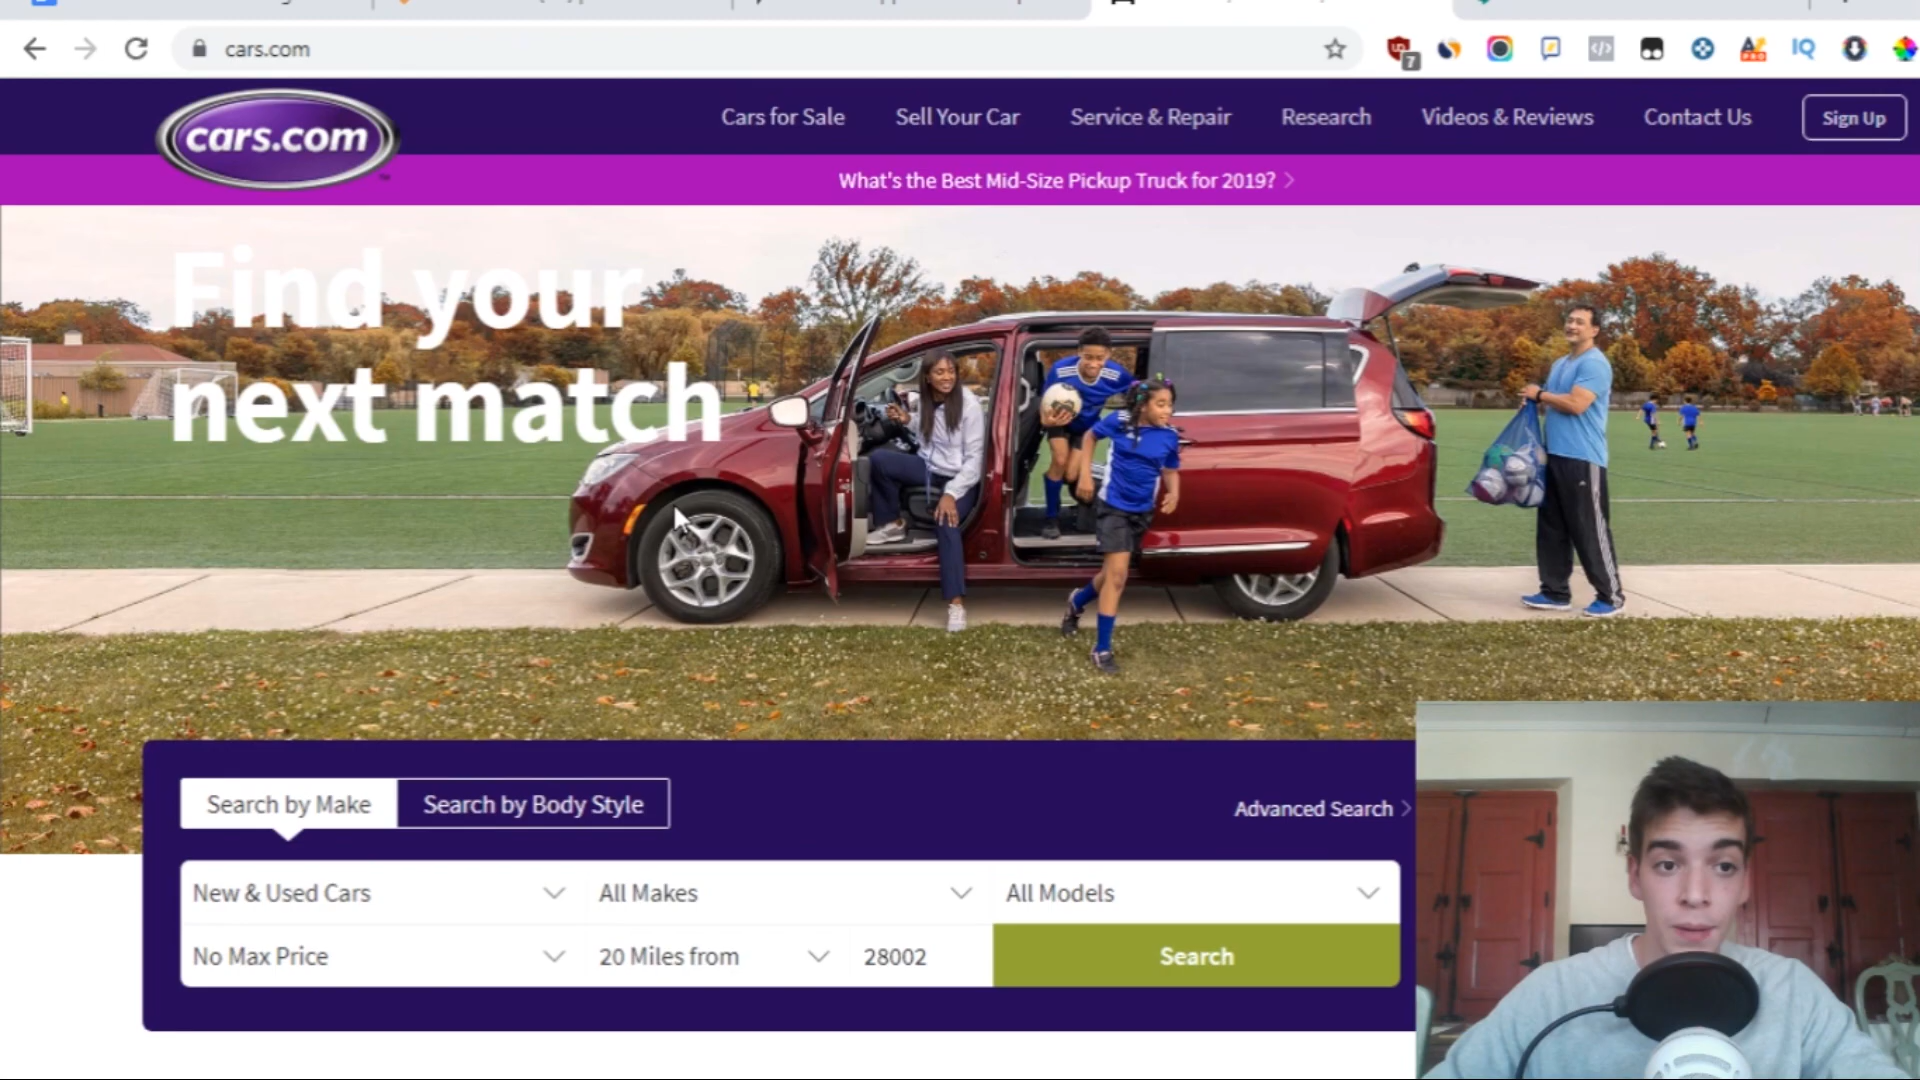 cars.com
7
IQ
cars.com
Cars for Sale
Sell Your Car
Service & Repair
Research
Videos & Reviews
Contact Us
Sign Up
What's the Best Mid-Size Pickup Truck for 2019?
Find your
next match
Search by Make
Search by Body Style
Advanced Search
New & Used Cars
All Makes
All Models
No Max Price
20 Miles from
28002
Search